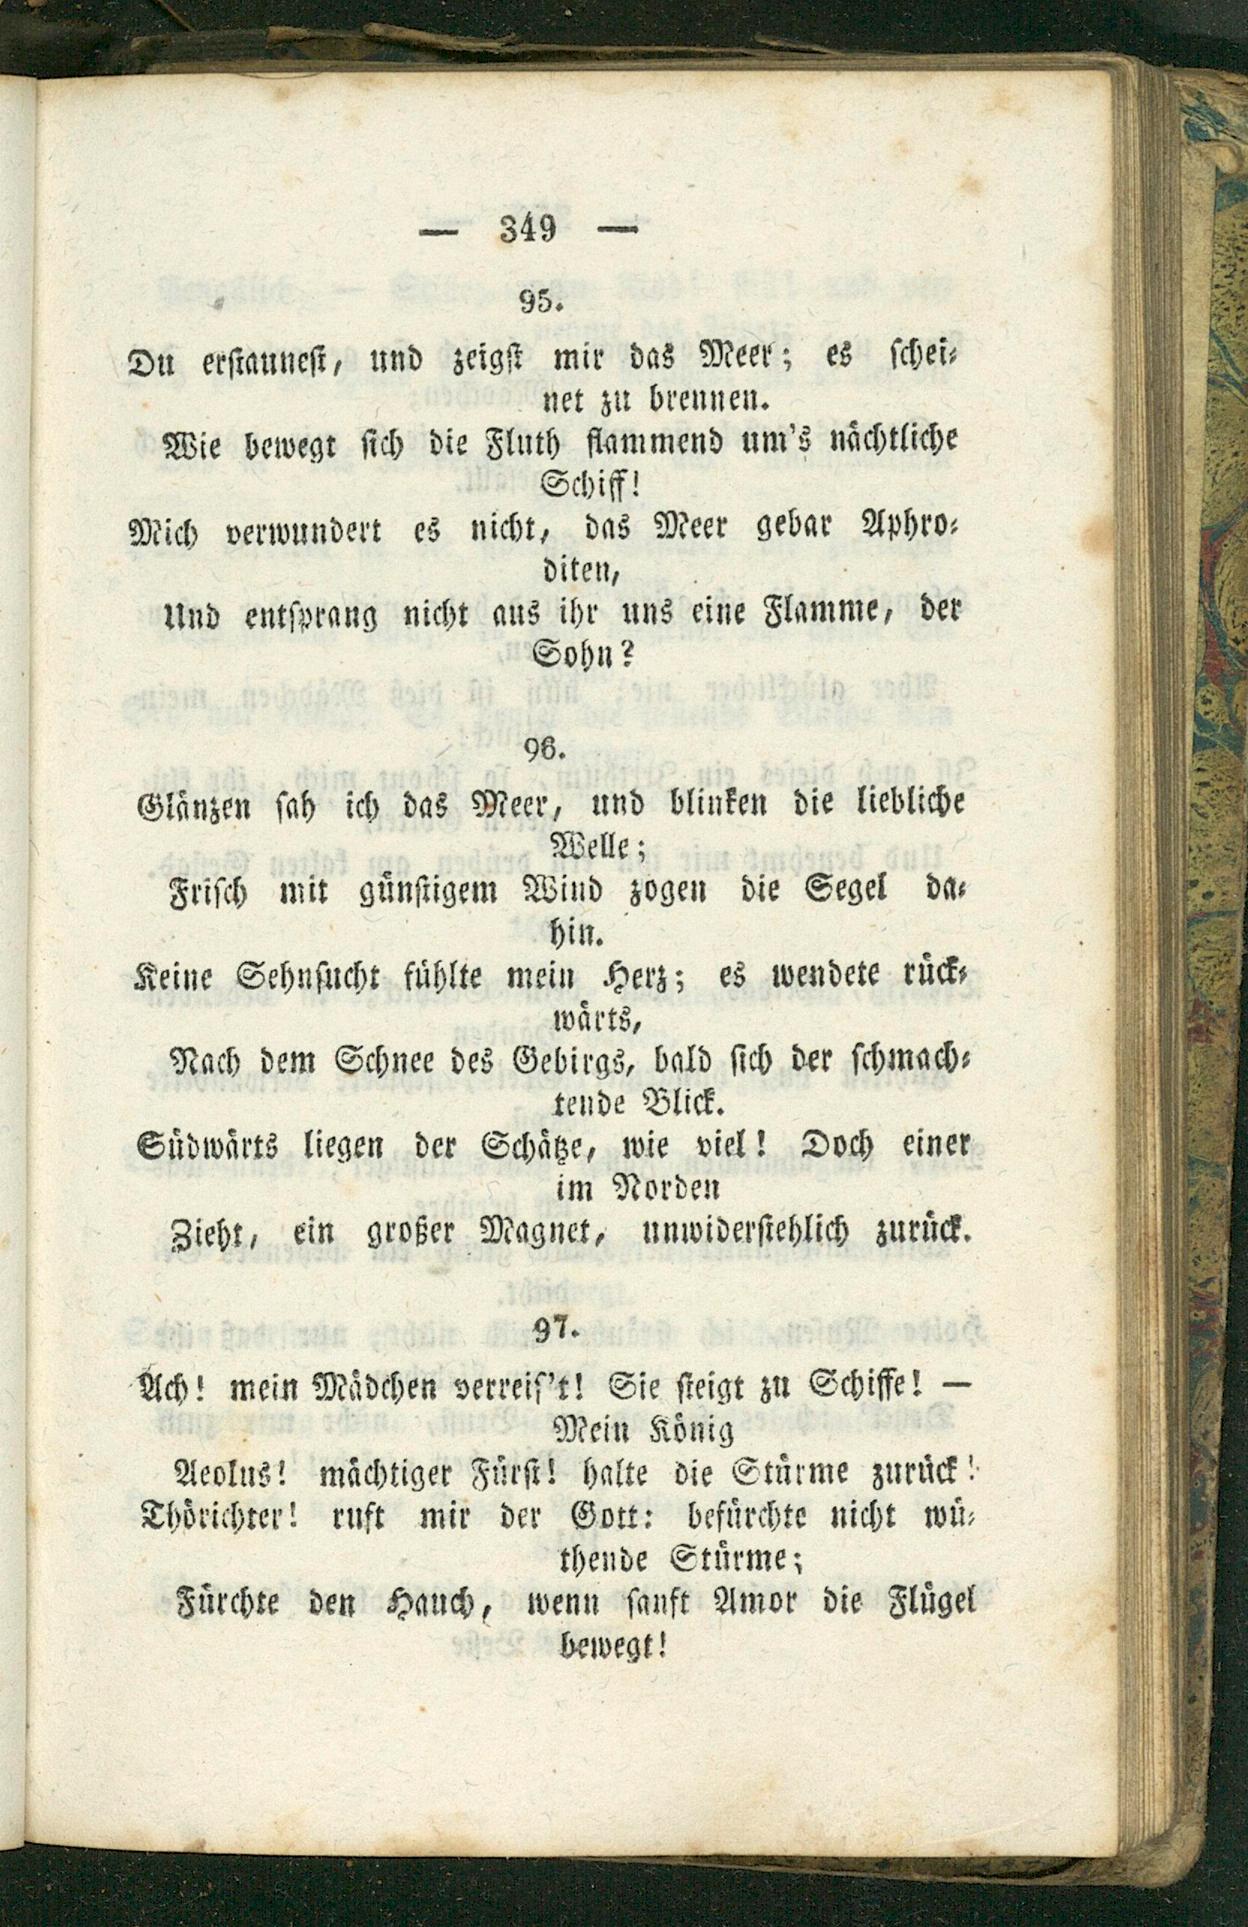 — 349 —
95.
Du erstaunest, und zeigst mir das Meer; es schei-
net zu brennen.
Wie bewegt sich die Fluth flammend um's nächtliche
Schiff!
Mich verwundert es nicht, das Meer gebar Aphro-
diten,
Und entsprang nicht aus ihr uns eine Flamme, der
Sohn?
96.
Glänzen sah ich das Meer, und blinken die liebliche
Welle;
Frisch mit günstigem Wind zogen die Segel da-
hin.
Keine Sehnsucht fühlte mein Herz; es wendete rück-
wärts,
Nach dem Schnee des Gebirgs, bald sich der schmach-
tende Blick.
Südwärts liegen der Schätze, wie viel! Doch einer
im Norden
Zieht, ein großer Magnet, unwiderstehlich zurück.
97.
Ach! mein Mädchen verreis't! Sie steigt zu Schiffe! —
Mein König
Aeolus! mächtiger Fürst! halte die Stürme zurück!
Thörichter! ruft mir der Gott: befürchte nicht wü-
thende Stürme;
Fürchte den Hauch, wenn sanft Amor die Flügel
bewegt!